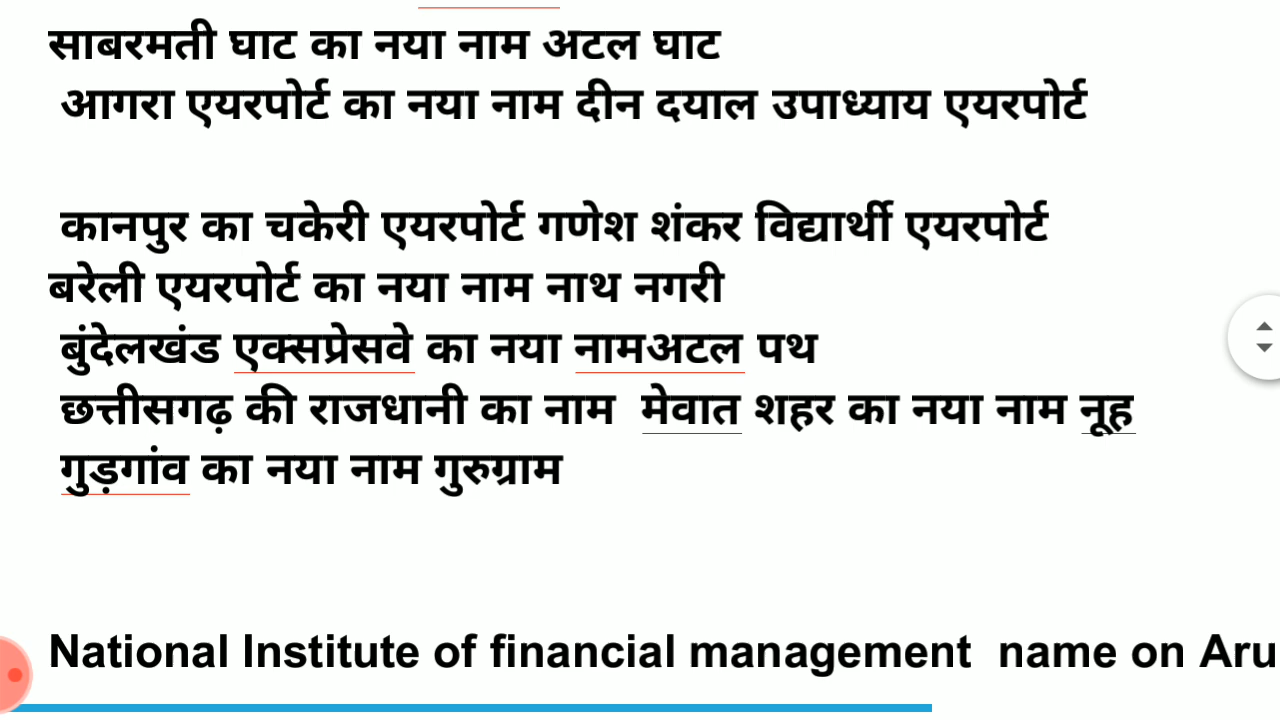 साबरमती घाट का नया नाम अटल घाट
आगरा एयरपोर्ट का नया नाम दीन दयाल उपाध्याय एयरपोर्ट
कानपुर का चकेरी एयरपोर्ट गणेश शंकर विद्यार्थी एयरपोर्ट
बरेली एयरपोर्ट का नया नाम नाथ नगरी
बुंदेलखंड एक्सप्रेसवे का नया नामअटल पथ
छत्तीसगढ़ की राजधानी का नाम मेवात शहर का नया नाम नूह
गुड़गांव का नया नाम गुरुग्राम
National Institute of financial management name on Aru